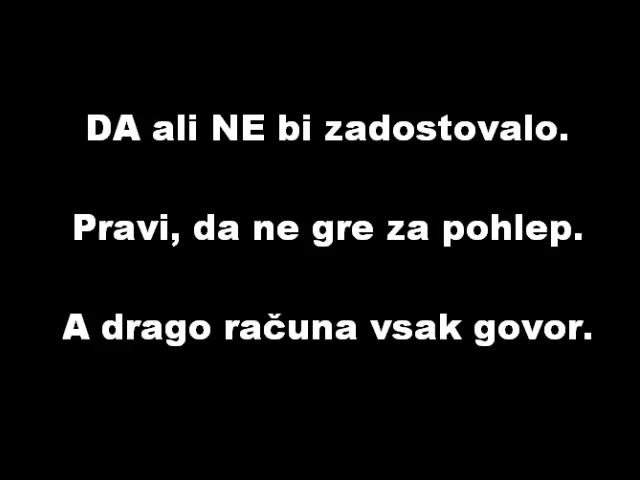 DA ali NE bi zadostovalo.
Pravi, da ne gre za pohlep.
A drago računa vsak govor.